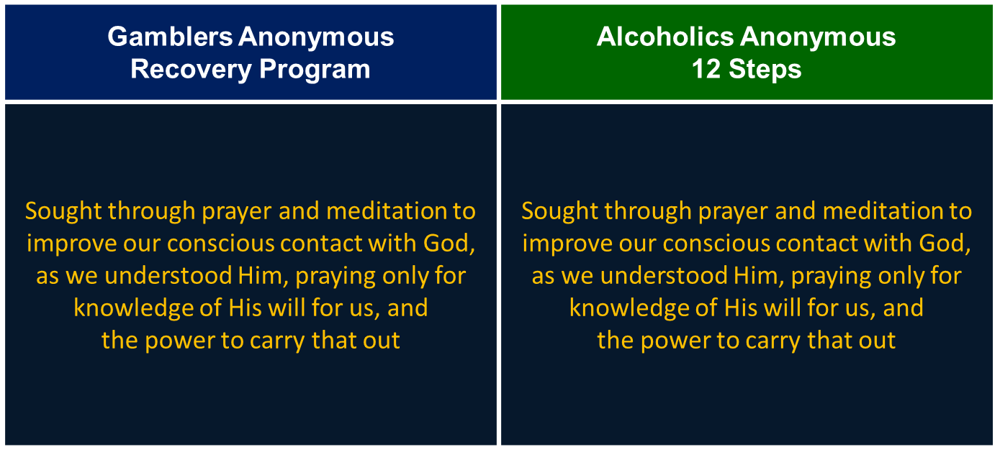 Gamblers Anonymous
Recovery Program
Alcoholics Anonymous
12 Steps
Sought through prayer and meditation to
improve our conscious contact with God,
as we understood Him, praying only for
knowledge of His will for us, and
the power to carry that out
Sought through prayer and meditation to
improve our conscious contact with God,
as we understood Him, praying only for
knowledge of His will for us, and
the power to carry that out